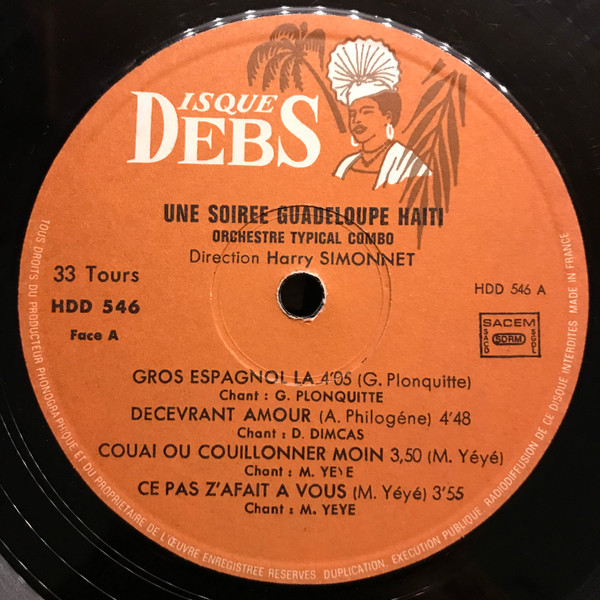 DISQUE
DEBS
UNE SOIREE GUADELOUPE HAITI
ORCHESTRE TYPICAL COMBO
Direction Harry SIMONNET
33 Tours
HDD 546
Face A
HDD 546 A
SACEM
SACD
SDRM
SGDL
GROS ESPAGNOL LA 4'05 (G. Plonquitte)
Chant : G. PLONQUITTE
DECEVRANT AMOUR (A. Philogéne) 4'48
Chant : D. DIMCAS
COUAI OU COUILLONNER MOIN 3,50 (M. Yéyé)
Chant : M. YEYE
CE PAS Z'AFAIT A VOUS (M. Yéyé) 3'55
Chant : M. YEYE
TOUS DROITS DU PRODUCTEUR PHONOGRAPHIQUE ET DU PROPRIETAIRE DE L'ŒUVRE ENREGISTREE RESERVES DUPLICATION, EXECUTION PUBLIQUE RADIODIFFUSION DE CE DISQUE INTERDITES MADE IN FRANCE